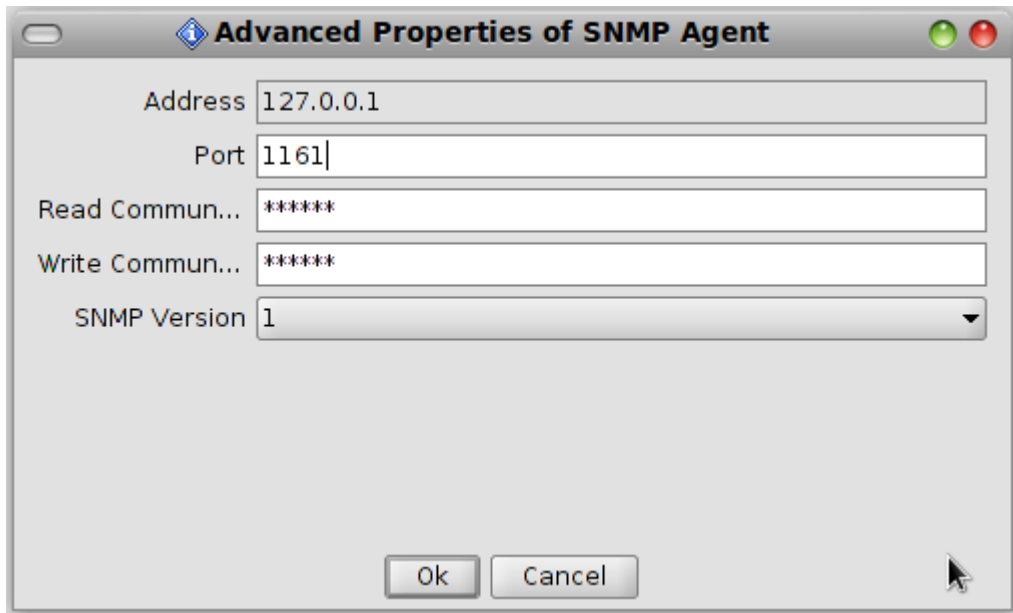 Advanced Properties of SNMP Agent
Address 127.0.0.1
Port 1161
Read Commun... ******
Write Commun... ******
SNMP Version 1
Ok Cancel